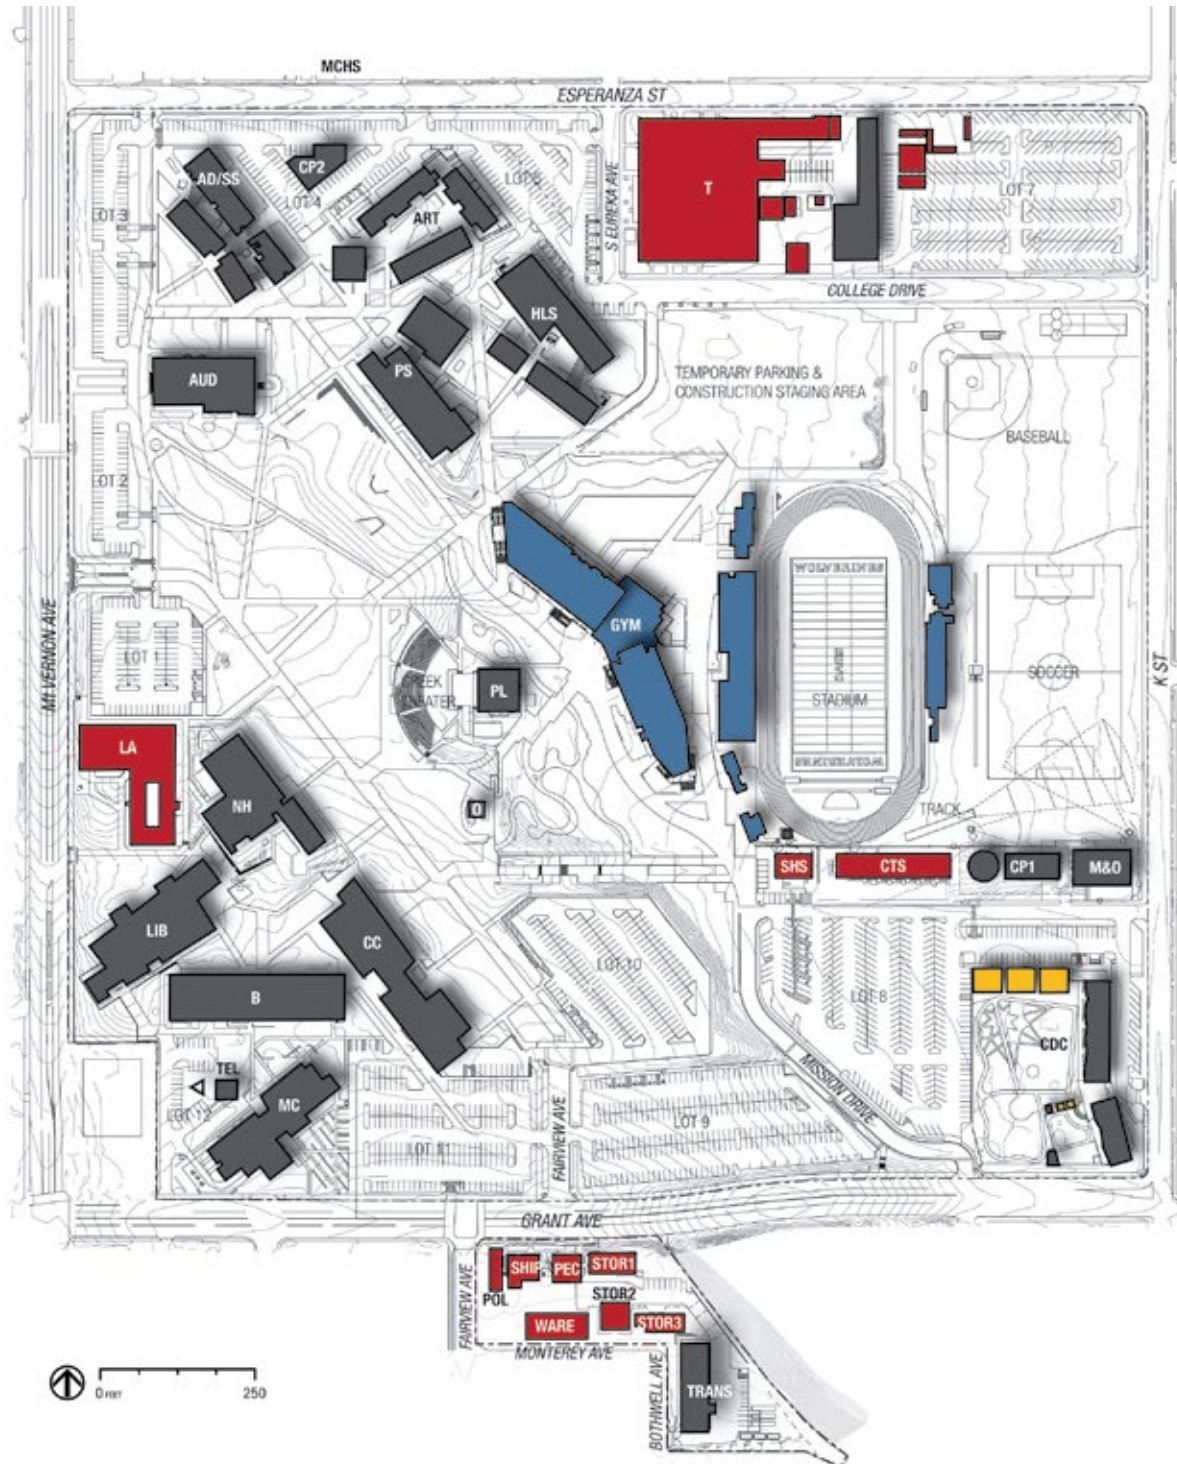 MCHS
ESPERANZA ST
CP2
AD/SS
T
LOT 5
LOT 4
LOT 7
LOT 3
ART
S EUREKA AVE
COLLEGE DRIVE
HLS
AUD
PS
TEMPORARY PARKING &
CONSTRUCTION STAGING AREA
BASEBALL
OT 2
WOLVERINES
GYM
MT VERNON AVE
LOT 1
K ST
PL
SOCCER
STADIUM
LA
NH
O
TRACK
SHS
CTS
CP1
M&O
LIB
CC
LOT 10
B
LOT 8
CDC
TEL
MISSION DRIVE
MC
LOT 12
LOT 9
LOT 11
FAIRVIEW AVE
GRANT AVE
SHIP
PEC
STOR1
POL
STOR2
FAIRVIEW AVE
WARE
STOR3
MONTEREY AVE
BOTHWELL AVE
TRANS
0 FEET
250